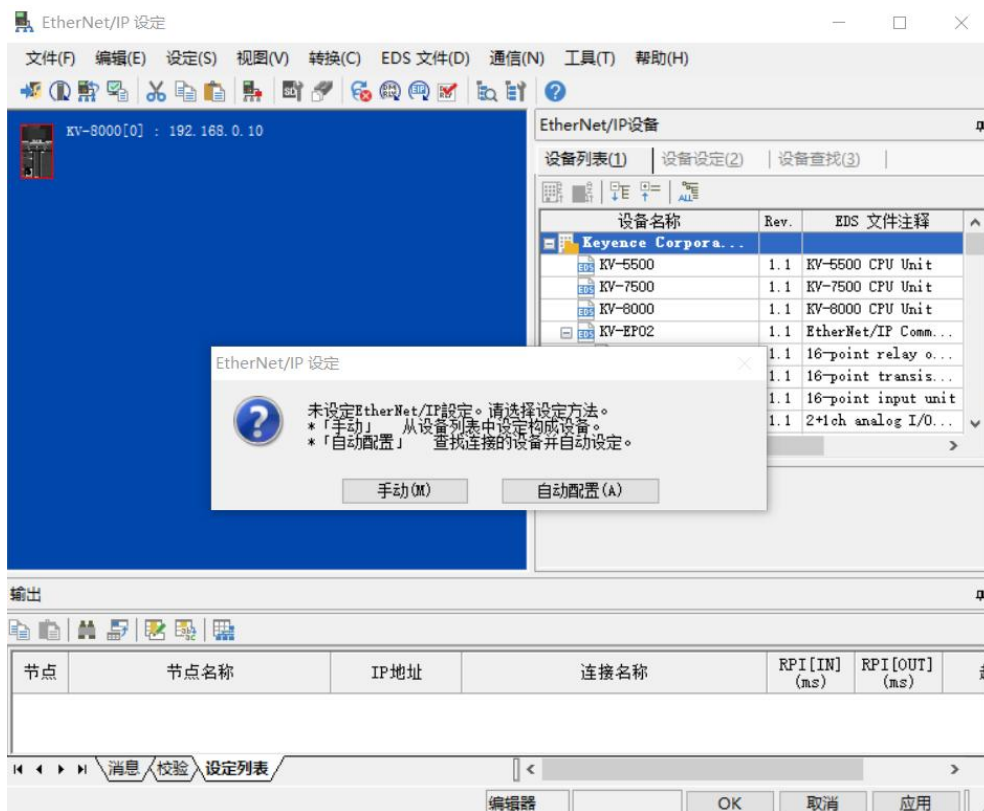 EtherNet/IP 设定
文件(F) 编辑(E) 设定(S) 视图(V) 转换(C) EDS 文件(D) 通信(N) 工具(T) 帮助(H)
KV-8000[0] : 192.168.0.10
EtherNet/IP设备
设备列表(1) 设备设定(2) 设备查找(3)
设备名称 Rev. EDS 文件注释
Keyence Corpora...
KV-5500 1.1 KV-5500 CPU Unit
KV-7500 1.1 KV-7500 CPU Unit
KV-8000 1.1 KV-8000 CPU Unit
KV-EP02 1.1 EtherNet/IP Comm...
1.1 16-point relay o...
1.1 16-point transis...
1.1 16-point input unit
1.1 2+1ch analog I/O...
EtherNet/IP 设定
未设定EtherNet/IP設定。请选择设定方法。
*「手动」 从设备列表中设定构成设备。
*「自动配置」 查找连接的设备并自动设定。
手动(M) 自动配置(A)
输出
节点 节点名称 IP地址 连接名称 RPI[IN] (ms) RPI[OUT] (ms)
消息 校验 设定列表
编辑器 OK 取消 应用